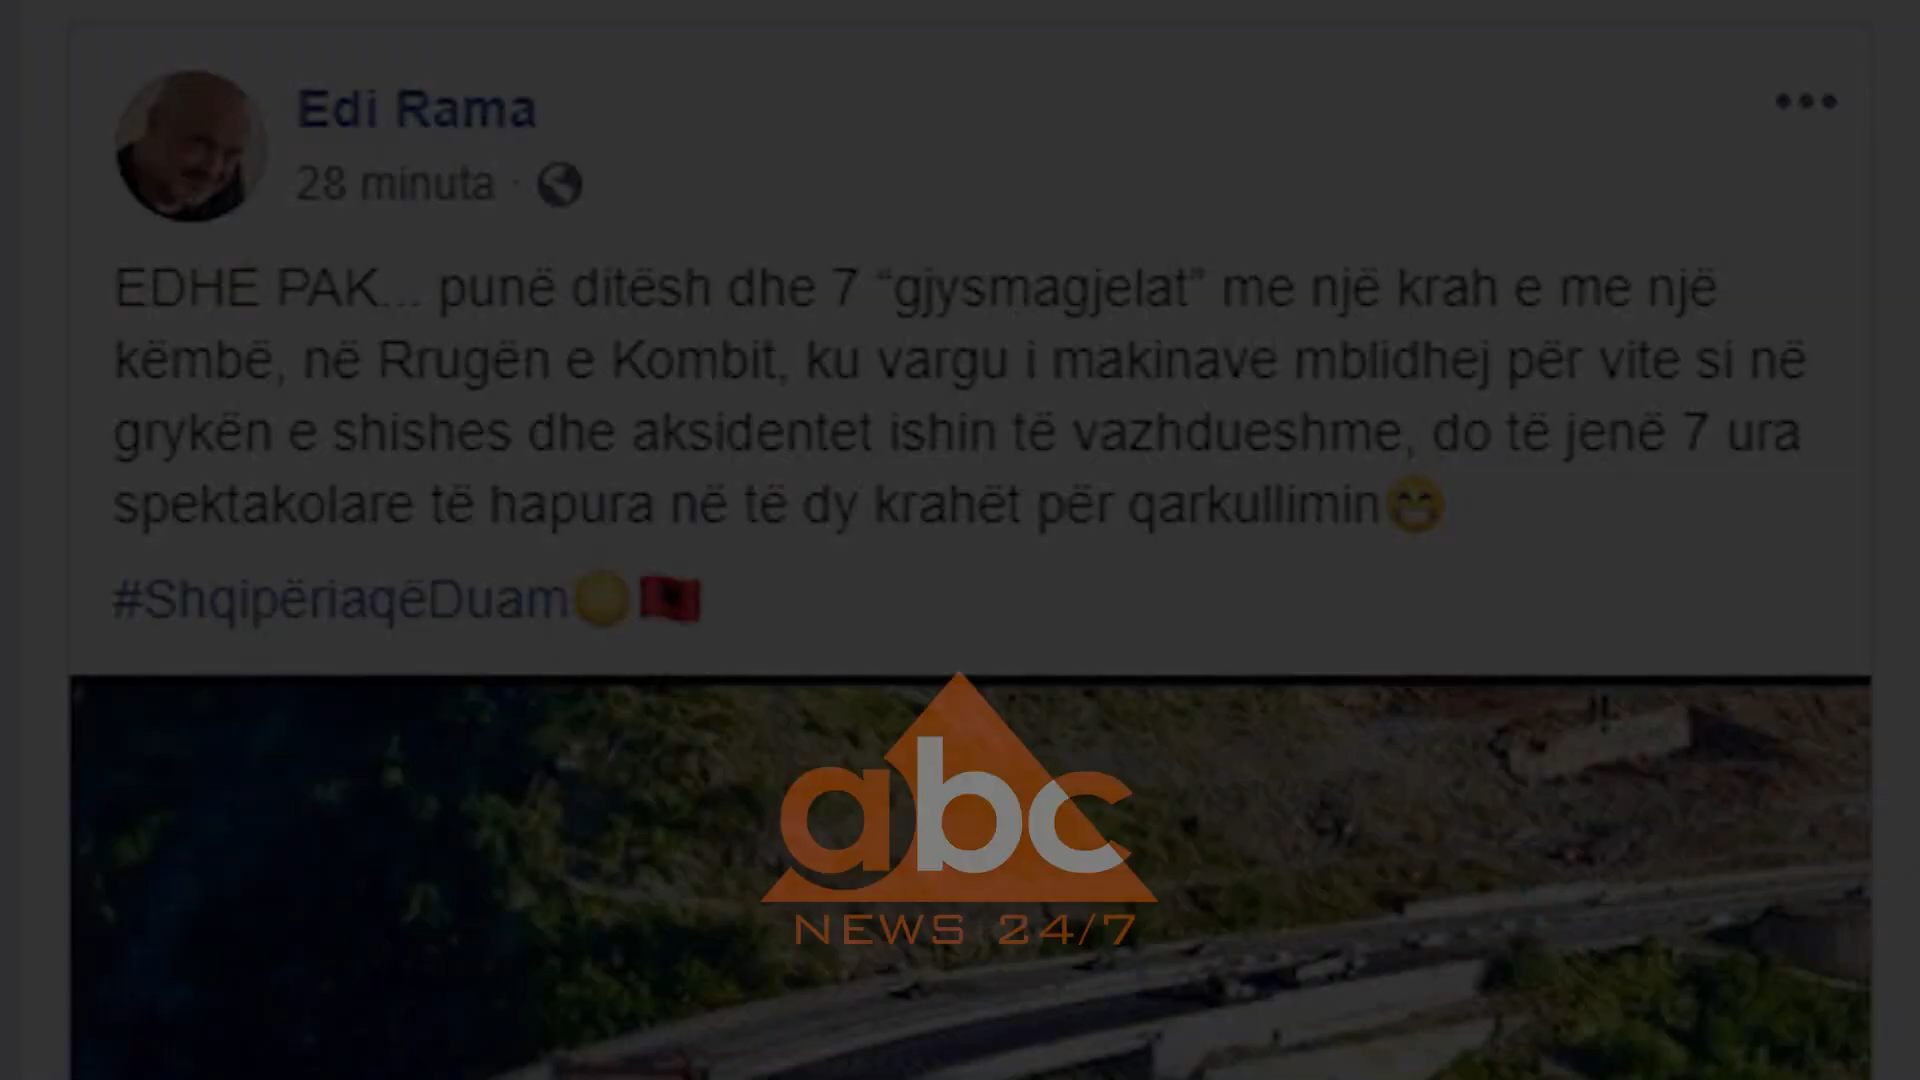 Edi Rama
28 minuta ·
EDHE PAK... punë ditësh dhe 7 “gjysmagjelat” me një krah e me një
këmbë, në Rrugën e Kombit, ku vargu i makinave mblidhej për vite si në
grykën e shishes dhe aksidentet ishin të vazhdueshme, do të jenë 7 ura
spektakolare të hapura në të dy krahët për qarkullimin😁
#ShqipëriaqëDuam🌕🇦🇱
abc
NEWS 24/7